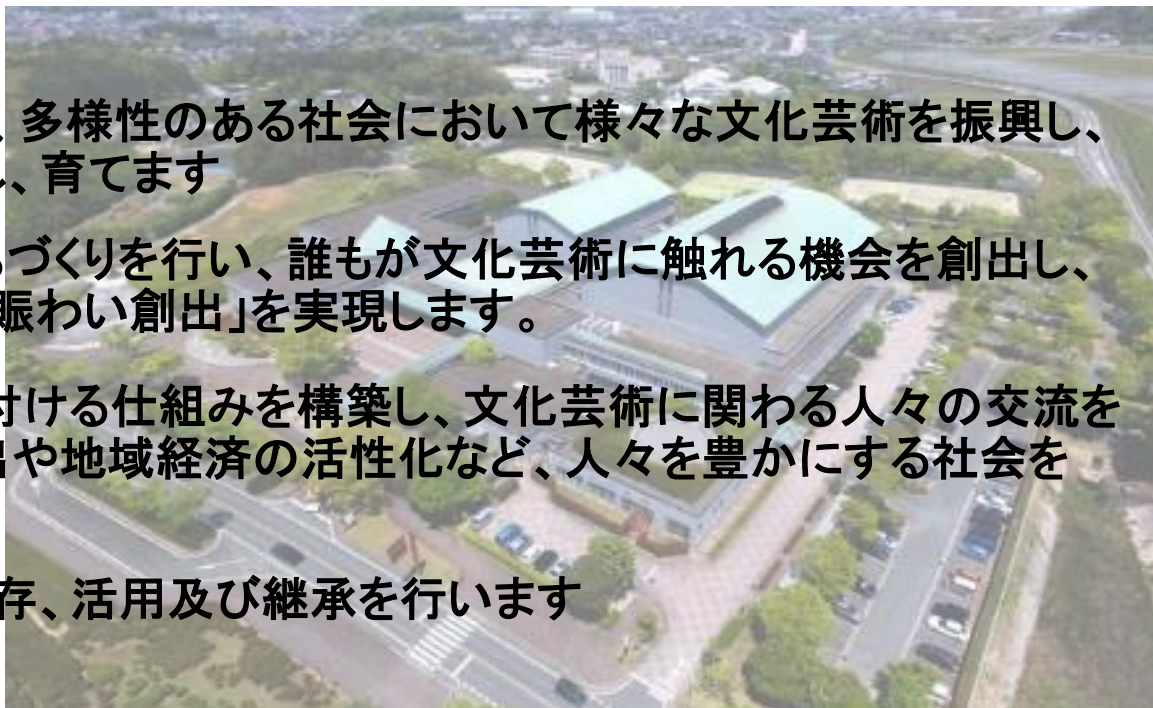 、多様性のある社会において様々な文化芸術を振興し、
し、育てます
づくりを行い、誰もが文化芸術に触れる機会を創出し、
賑わい創出」を実現します。
付ける仕組みを構築し、文化芸術に関わる人々の交流を
出や地域経済の活性化など、人々を豊かにする社会を
存、活用及び継承を行います